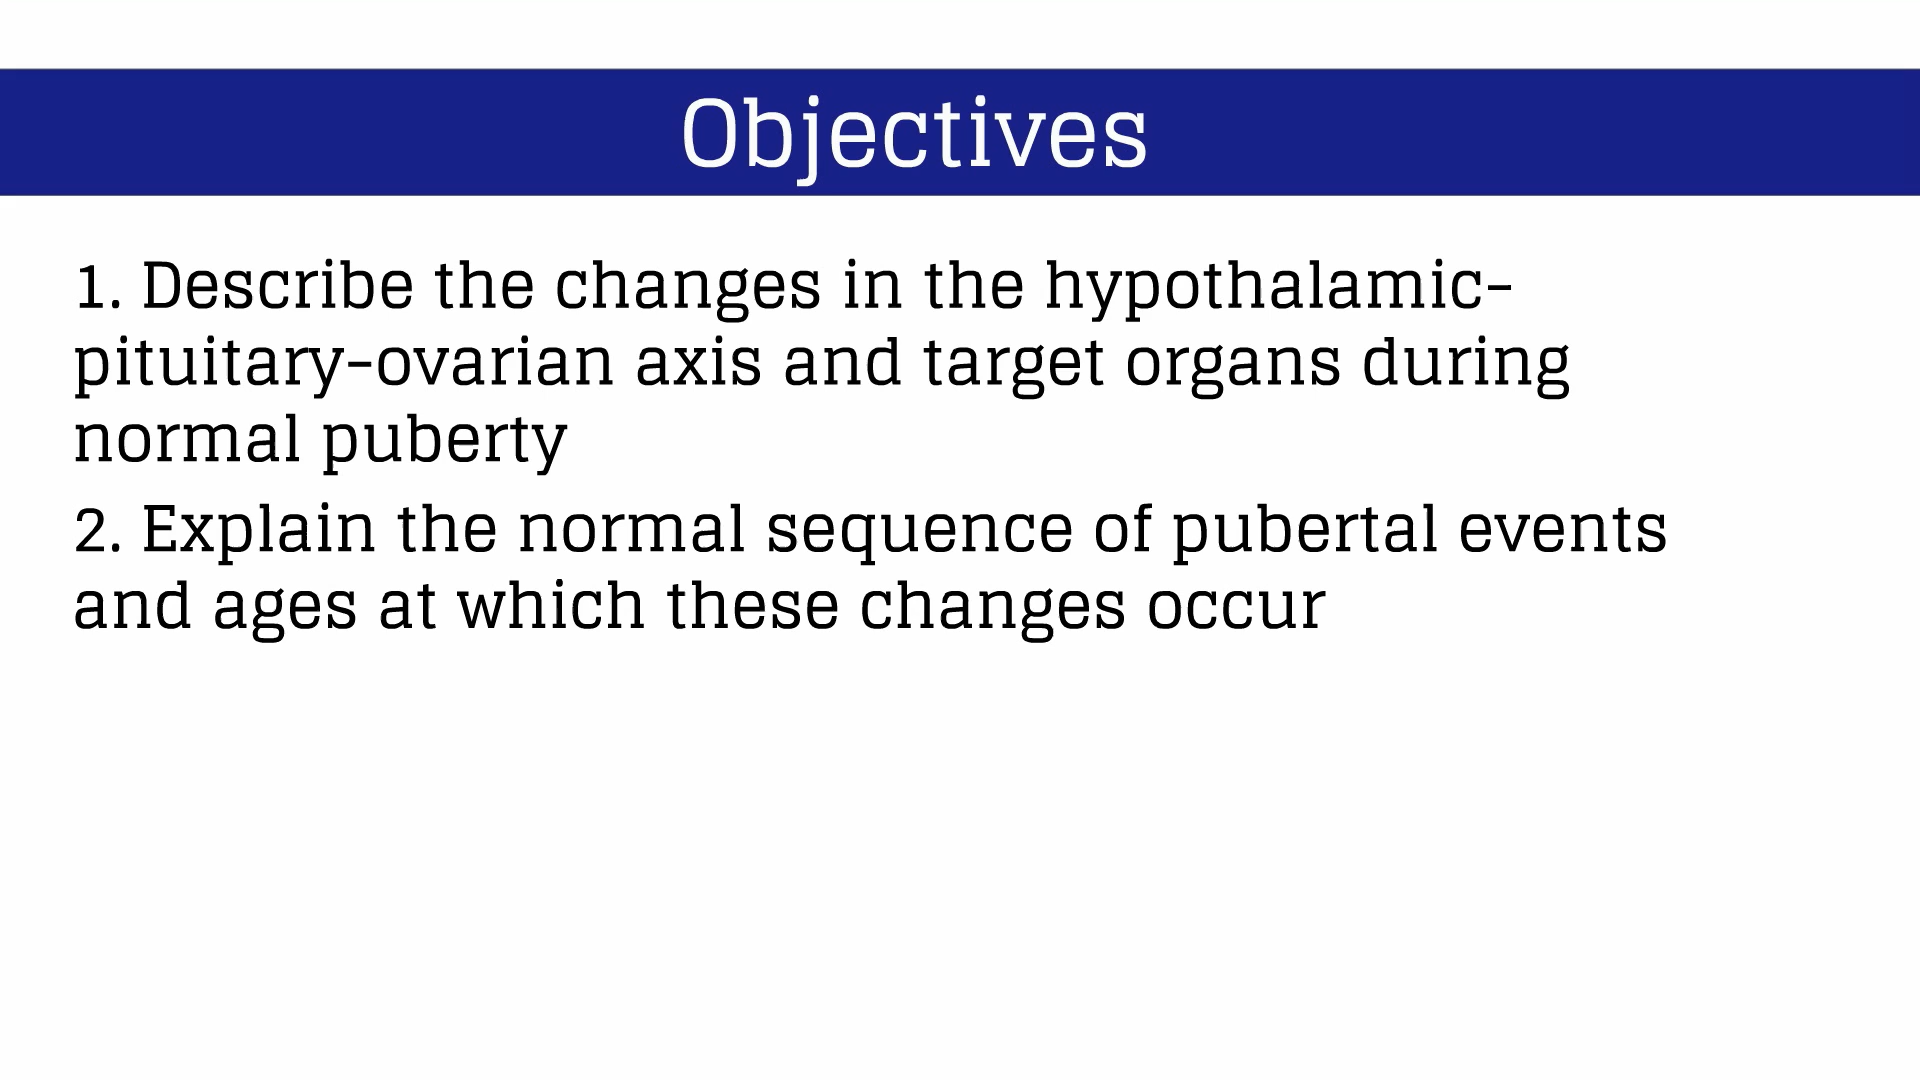 Objectives
1. Describe the changes in the hypothalamic-
pituitary-ovarian axis and target organs during
normal puberty
2. Explain the normal sequence of pubertal events
and ages at which these changes occur